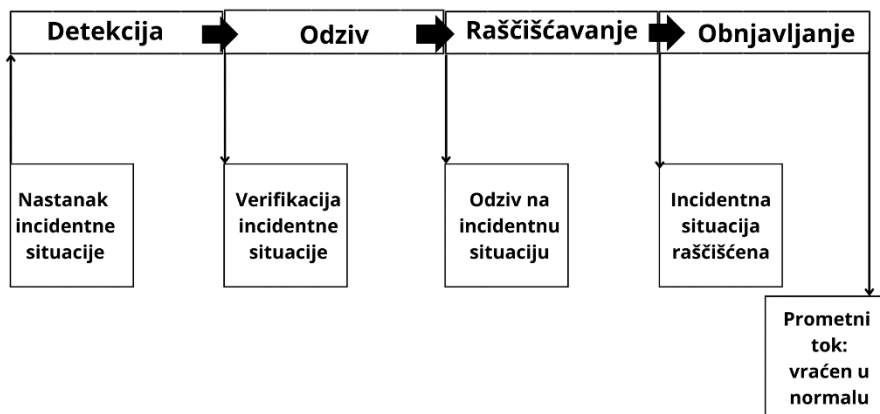 Detekcija
Odziv
Raščišćavanje
Obnjavljanje
Nastanak
incidentne
situacije
Verifikacija
incidentne
situacije
Odziv na
incidentnu
situaciju
Incidentna
situacija
raščišćena
Prometni
tok:
vraćen u
normalu